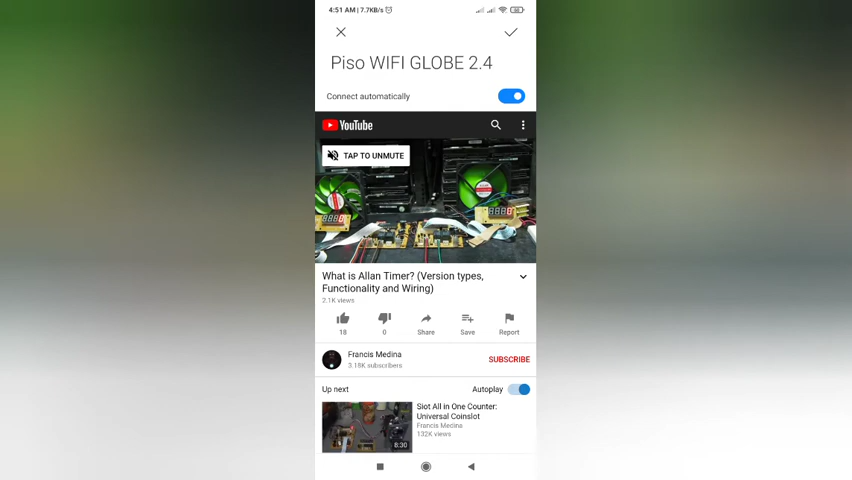 4:51 AM | 7.7KB/s
Piso WIFI GLOBE 2.4
Connect automatically
YouTube
TAP TO UNMUTE
What is Allan Timer? (Version types,
Functionality and Wiring)
2.1K views
18
0
Share
Save
Report
Francis Medina
3.18K subscribers
SUBSCRIBE
Up next
Autoplay
Slot All in One Counter:
Universal Coinslot
Francis Medina
132K views
8:30